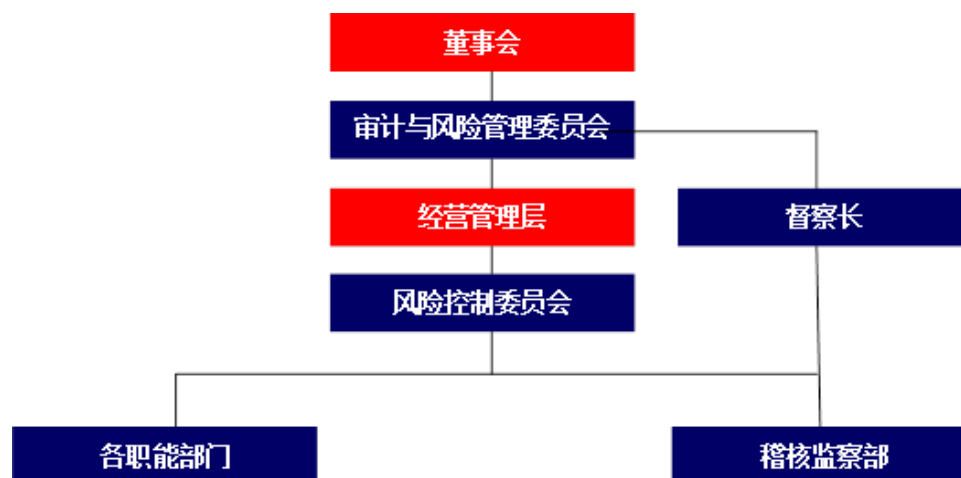 董事会
审计与风险管理委员会
经营管理层
督察长
风险控制委员会
各职能部门
稽核监察部